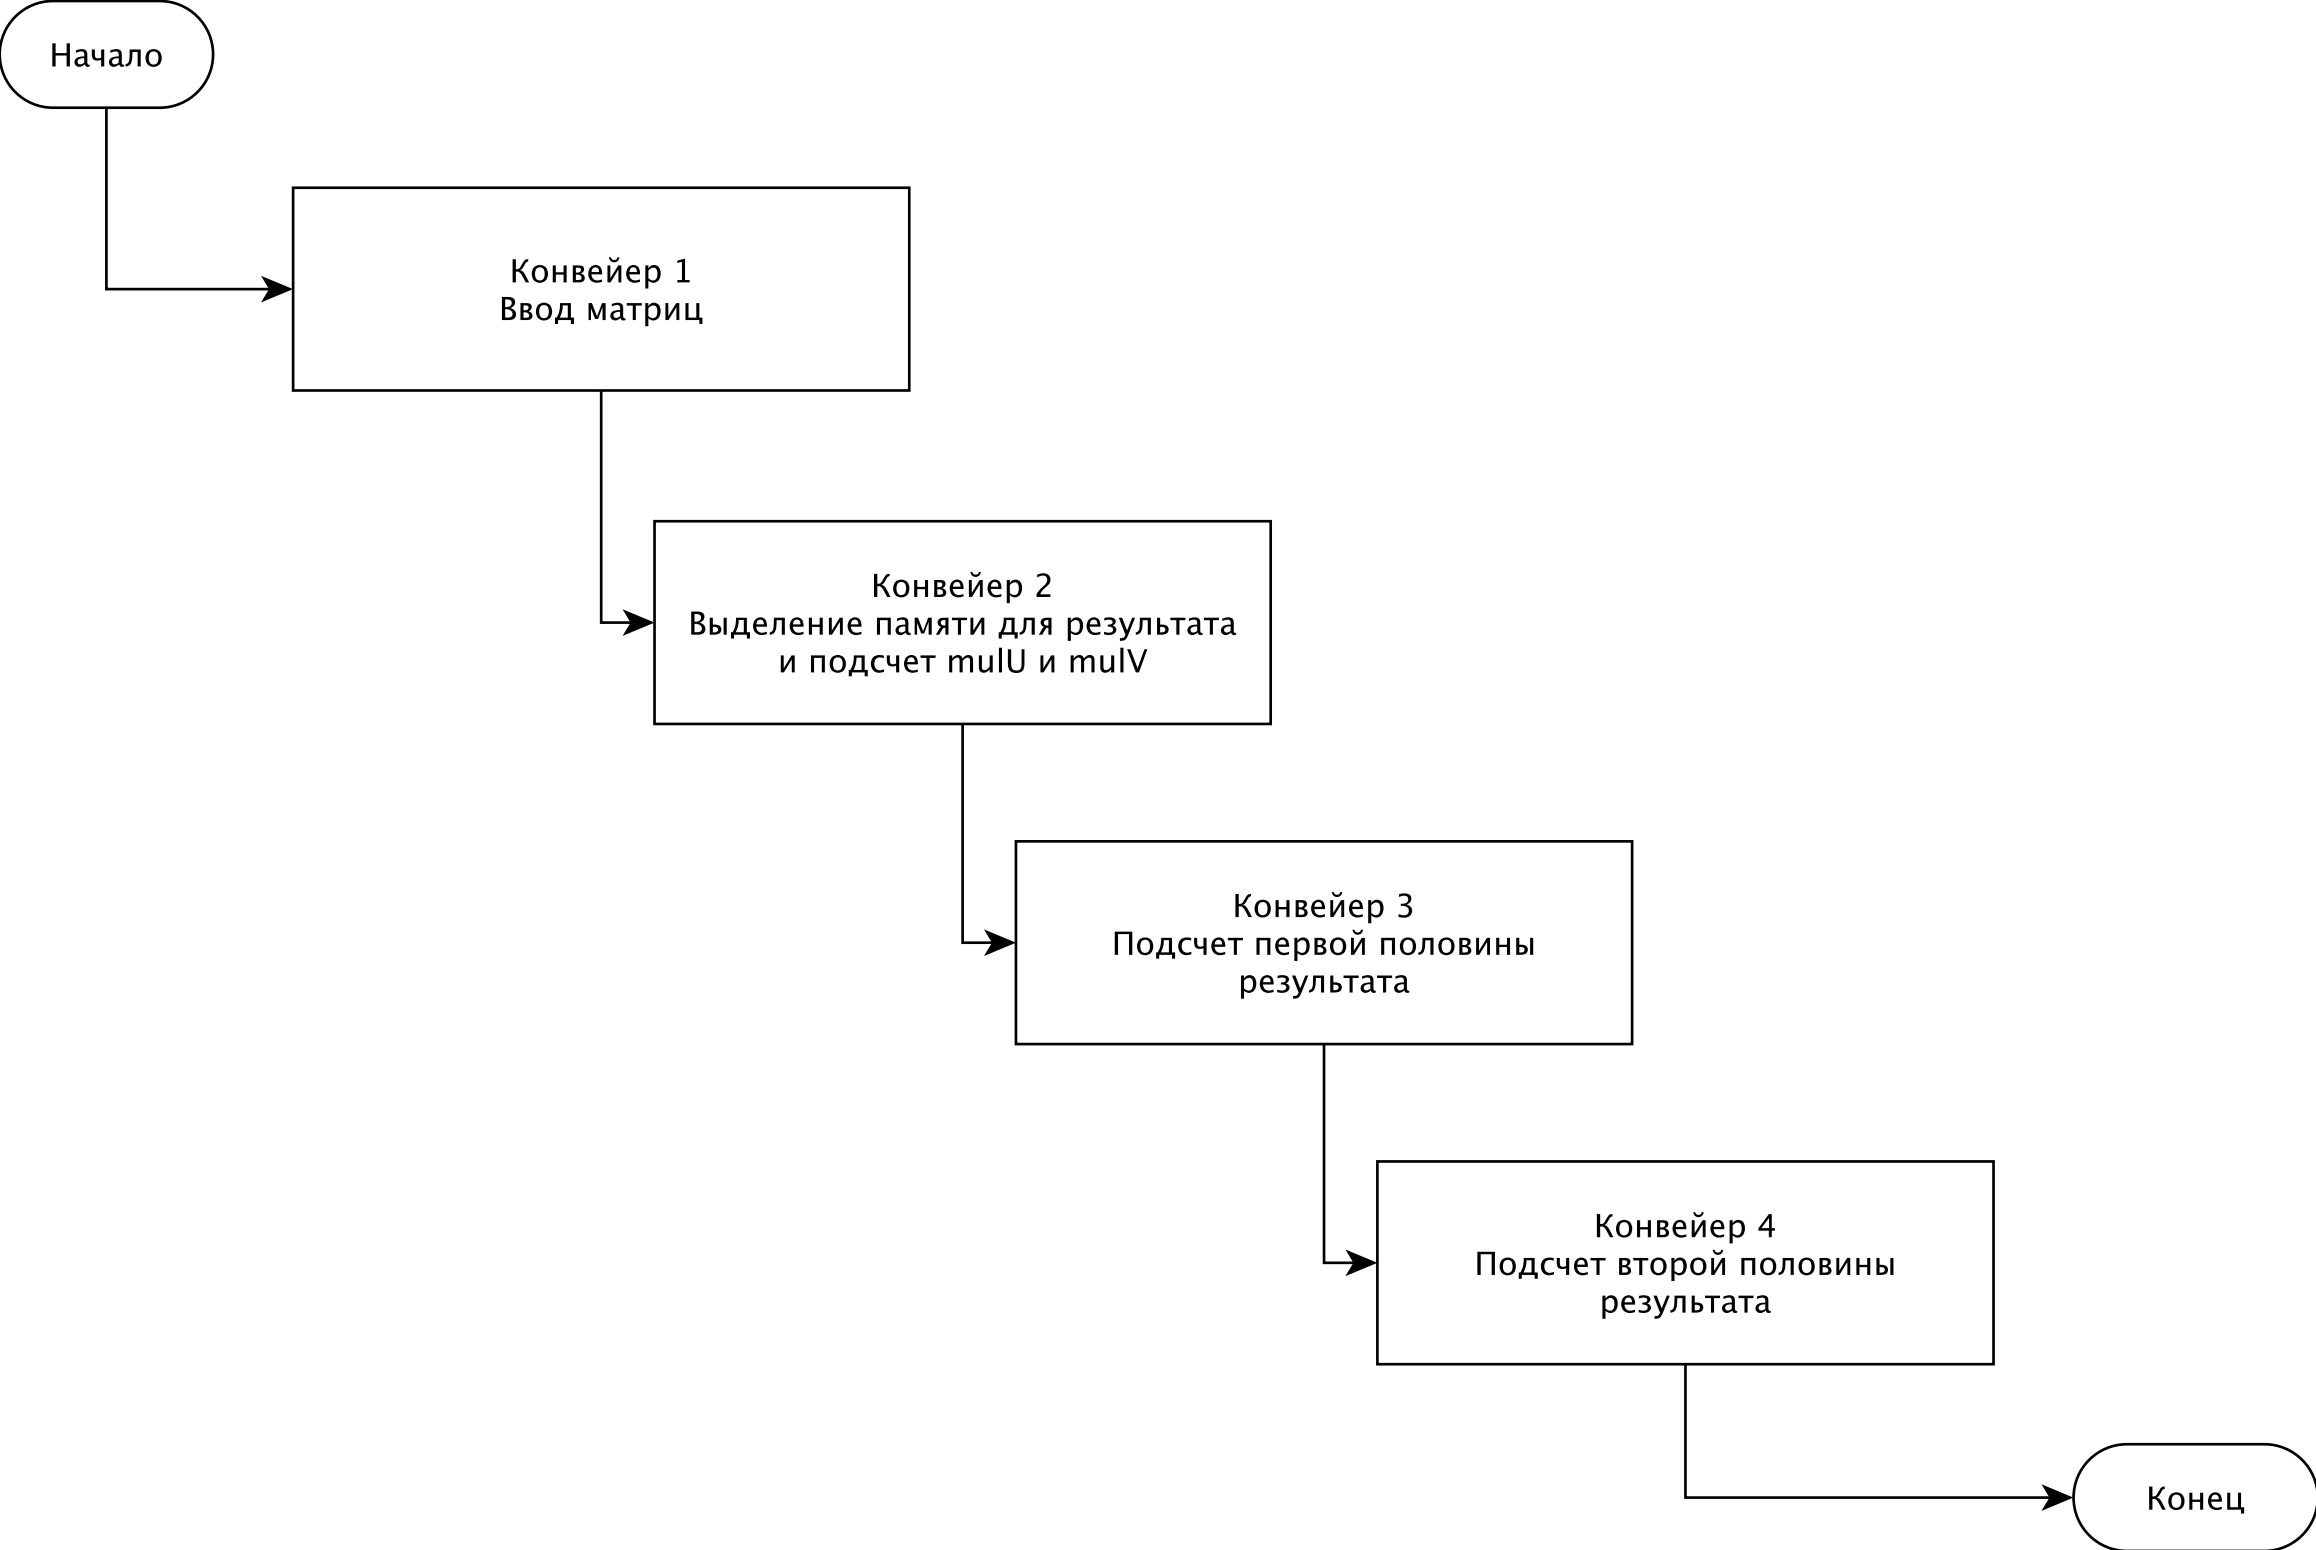 Начало
Конвейер 1
Ввод матриц
Конвейер 2
Выделение памяти для результата
и подсчет mulU и mulV
Конвейер 3
Подсчет первой половины
результата
Конвейер 4
Подсчет второй половины
результата
Конец